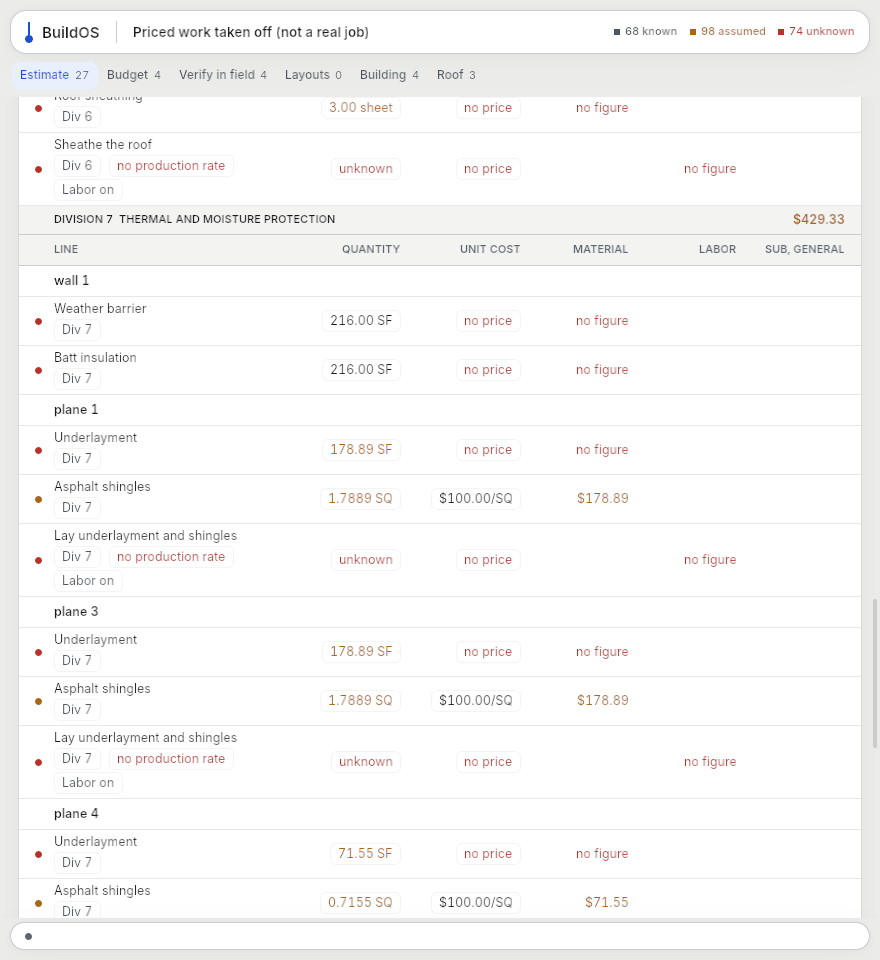 BuildOS
Priced work taken off (not a real job)
68 known
98 assumed
74 unknown
Estimate 27
Budget 4
Verify in field 4
Layouts 0
Building 4
Roof 3
Roof sheathing
Div 6
3.00 sheet
no price
no figure
Sheathe the roof
Div 6
no production rate
Labor on
unknown
no price
no figure
DIVISION 7 THERMAL AND MOISTURE PROTECTION
$429.33
LINE
QUANTITY
UNIT COST
MATERIAL
LABOR
SUB, GENERAL
wall 1
Weather barrier
Div 7
216.00 SF
no price
no figure
Batt insulation
Div 7
216.00 SF
no price
no figure
plane 1
Underlayment
Div 7
178.89 SF
no price
no figure
Asphalt shingles
Div 7
1.7889 SQ
$100.00/SQ
$178.89
Lay underlayment and shingles
Div 7
no production rate
Labor on
unknown
no price
no figure
plane 3
Underlayment
Div 7
178.89 SF
no price
no figure
Asphalt shingles
Div 7
1.7889 SQ
$100.00/SQ
$178.89
Lay underlayment and shingles
Div 7
no production rate
Labor on
unknown
no price
no figure
plane 4
Underlayment
Div 7
71.55 SF
no price
no figure
Asphalt shingles
Div 7
0.7155 SQ
$100.00/SQ
$71.55